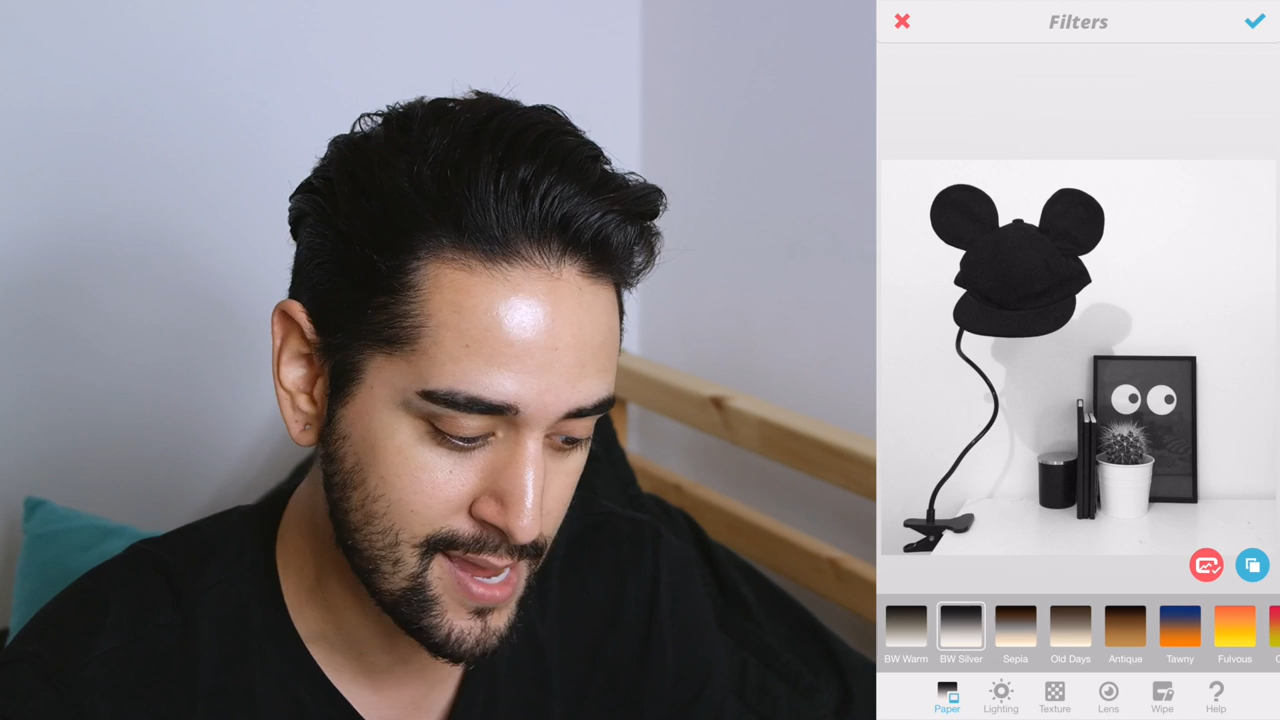 Filters
BW Warm
BW Silver
Sepia
Old Days
Antique
Tawny
Fulvous
Paper
Lighting
Texture
Lens
Wipe
Help